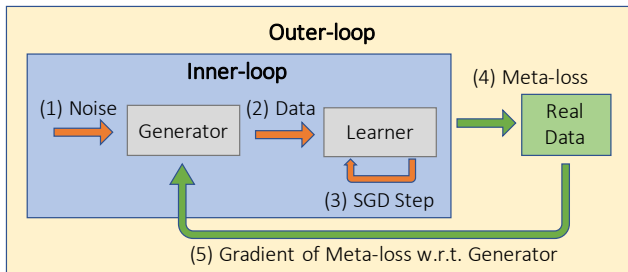 Outer-loop
Inner-loop
(1) Noise
Generator
(2) Data
Learner
(3) SGD Step
(4) Meta-loss
Real
Data
(5) Gradient of Meta-loss w.r.t. Generator